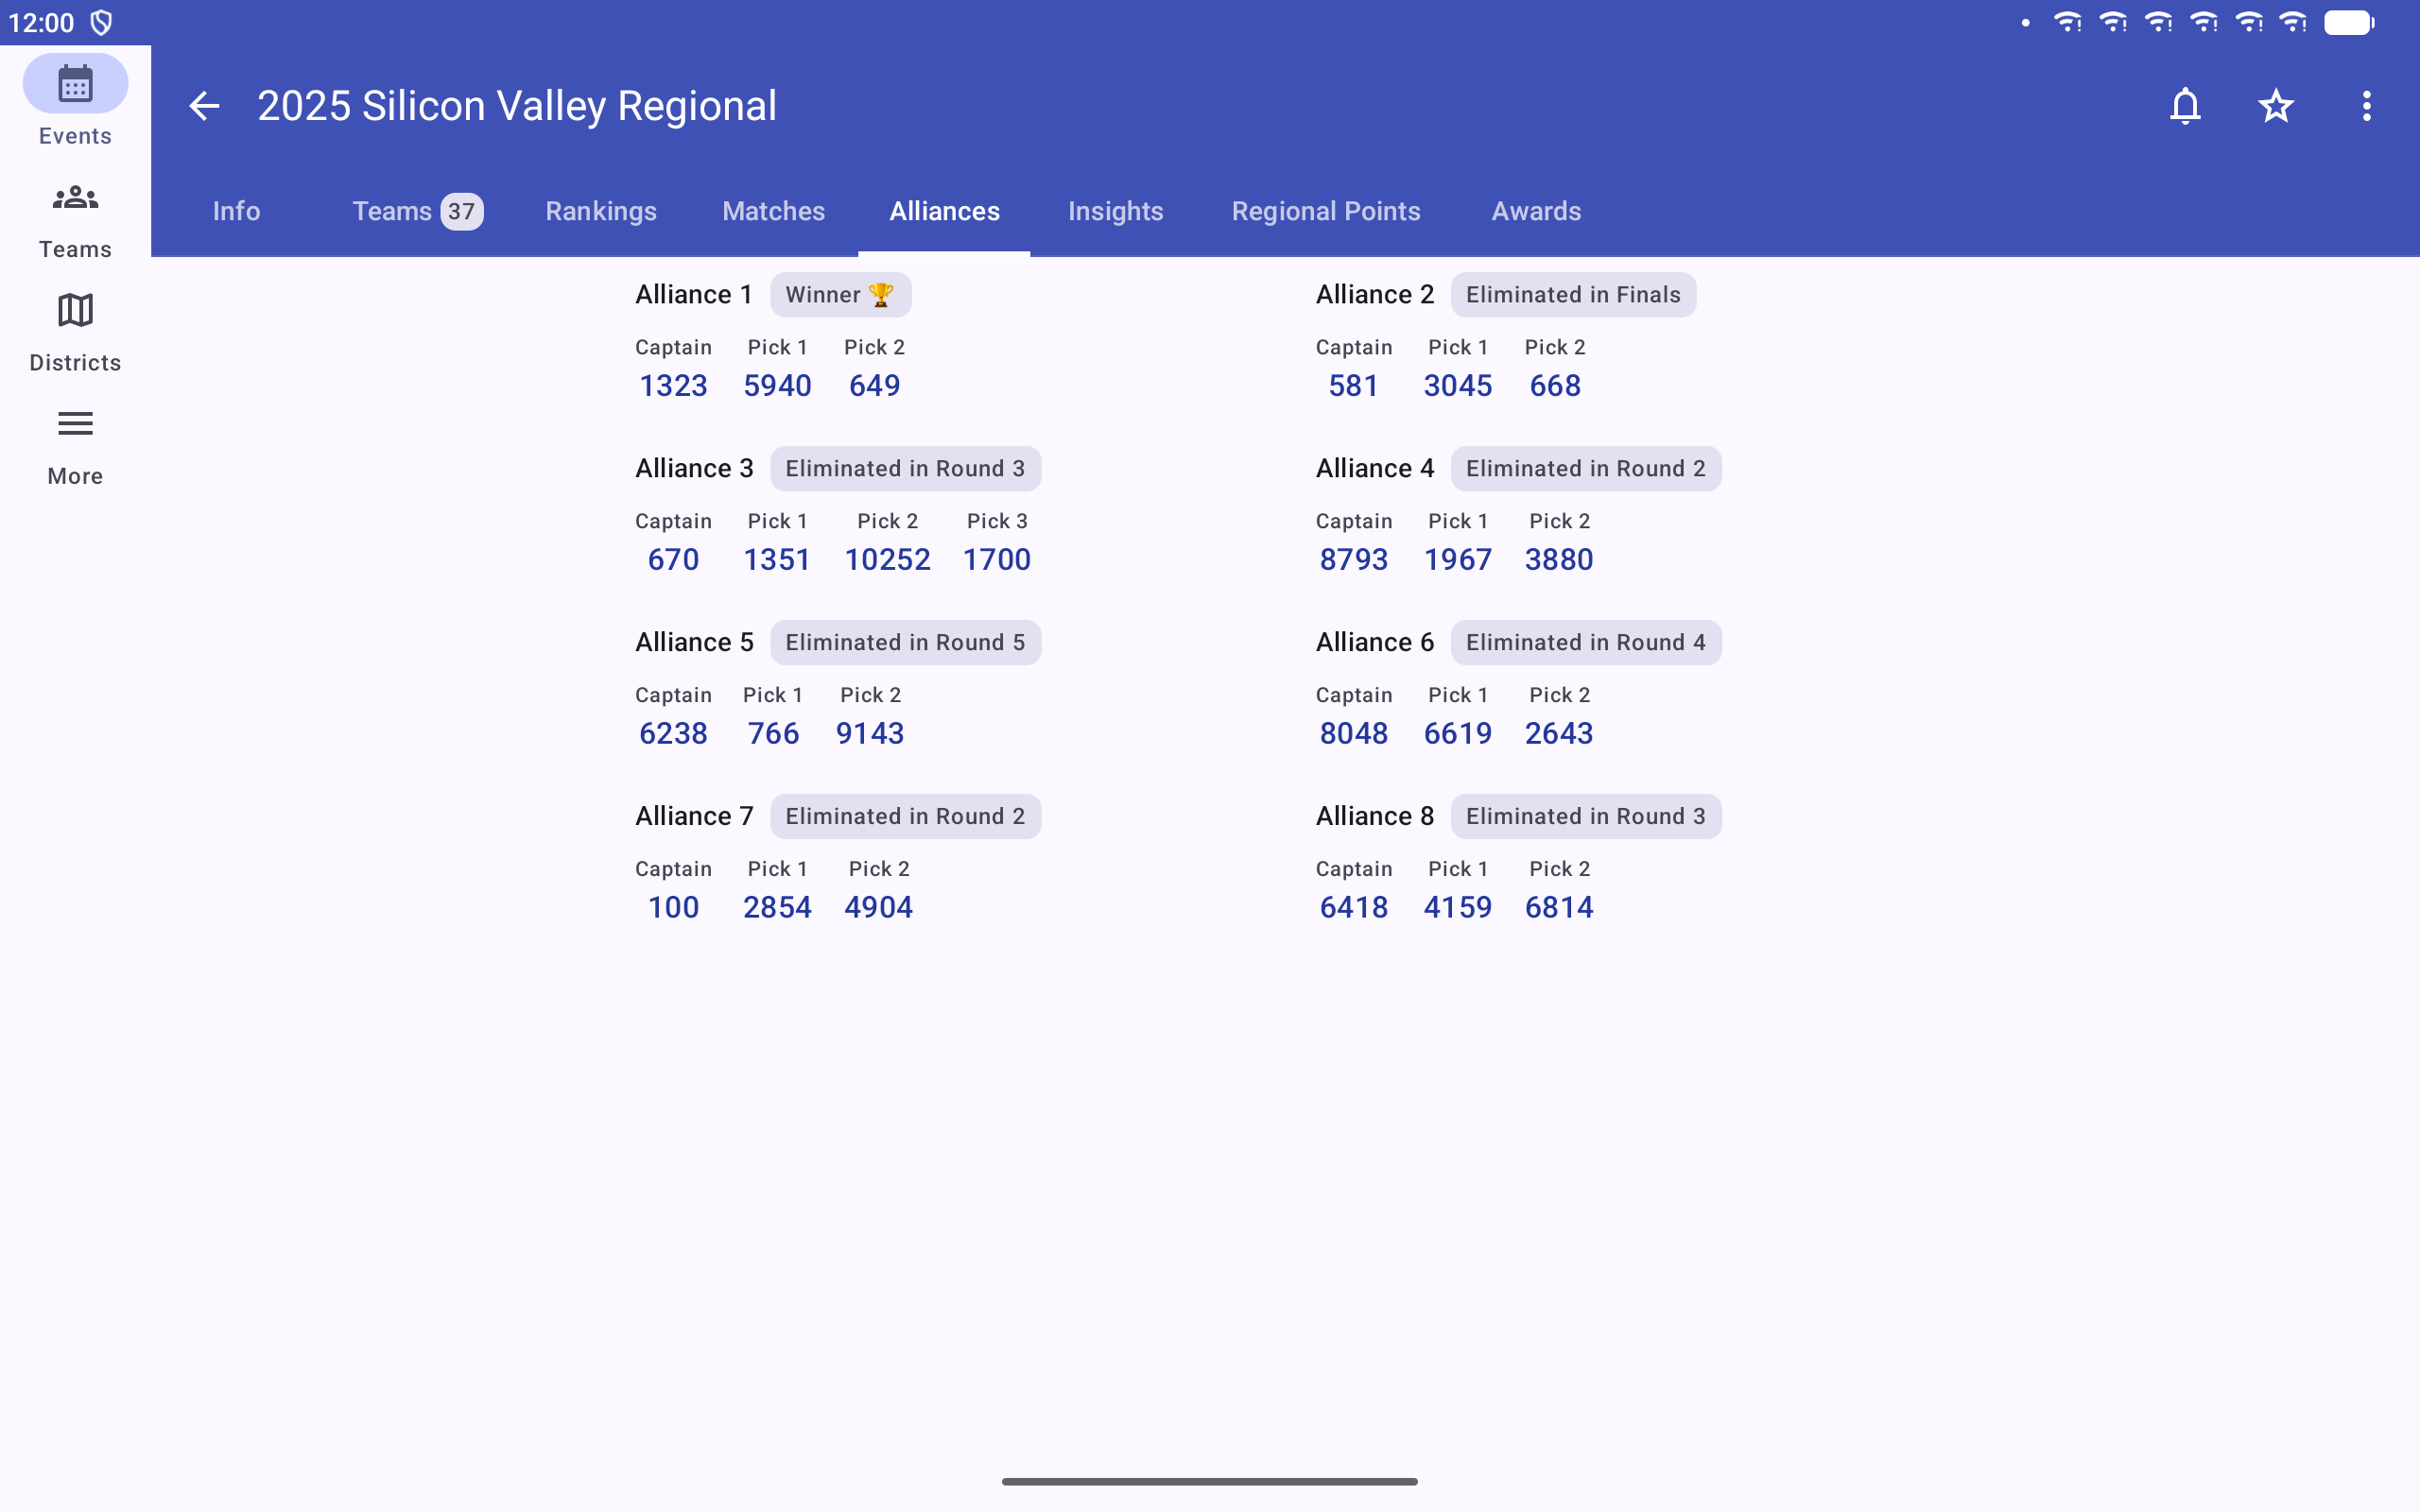 12:00
Events
Teams
Districts
More
2025 Silicon Valley Regional
Info Teams 37 Rankings Matches Alliances Insights Regional Points Awards
Alliance 1 Winner 🏆
Captain Pick 1 Pick 2
1323 5940 649
Alliance 2 Eliminated in Finals
Captain Pick 1 Pick 2
581 3045 668
Alliance 3 Eliminated in Round 3
Captain Pick 1 Pick 2 Pick 3
670 1351 10252 1700
Alliance 4 Eliminated in Round 2
Captain Pick 1 Pick 2
8793 1967 3880
Alliance 5 Eliminated in Round 5
Captain Pick 1 Pick 2
6238 766 9143
Alliance 6 Eliminated in Round 4
Captain Pick 1 Pick 2
8048 6619 2643
Alliance 7 Eliminated in Round 2
Captain Pick 1 Pick 2
100 2854 4904
Alliance 8 Eliminated in Round 3
Captain Pick 1 Pick 2
6418 4159 6814